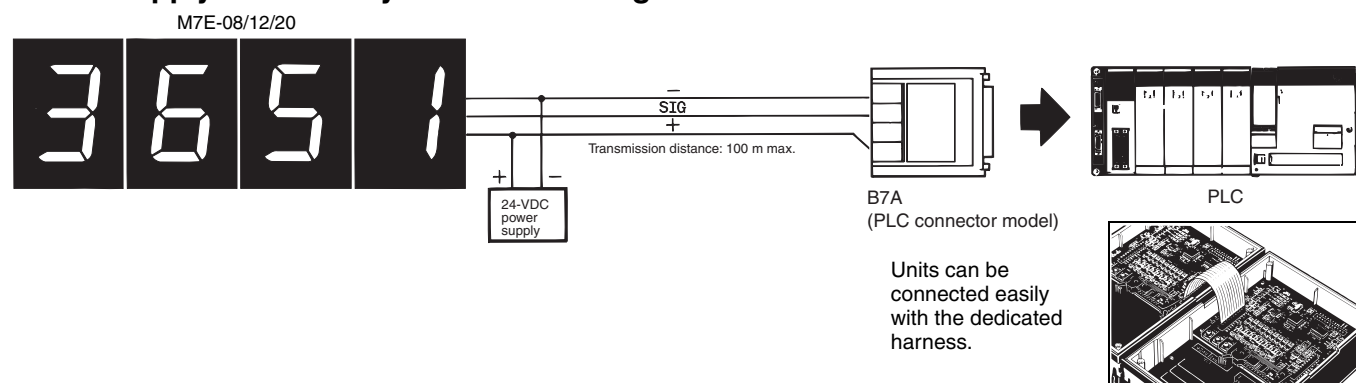 M7E-08/12/20
3651
−
SIG
+
Transmission distance: 100 m max.
+ −
24-VDC
power
supply
B7A
(PLC connector model)
PLC
Units can be
connected easily
with the dedicated
harness.